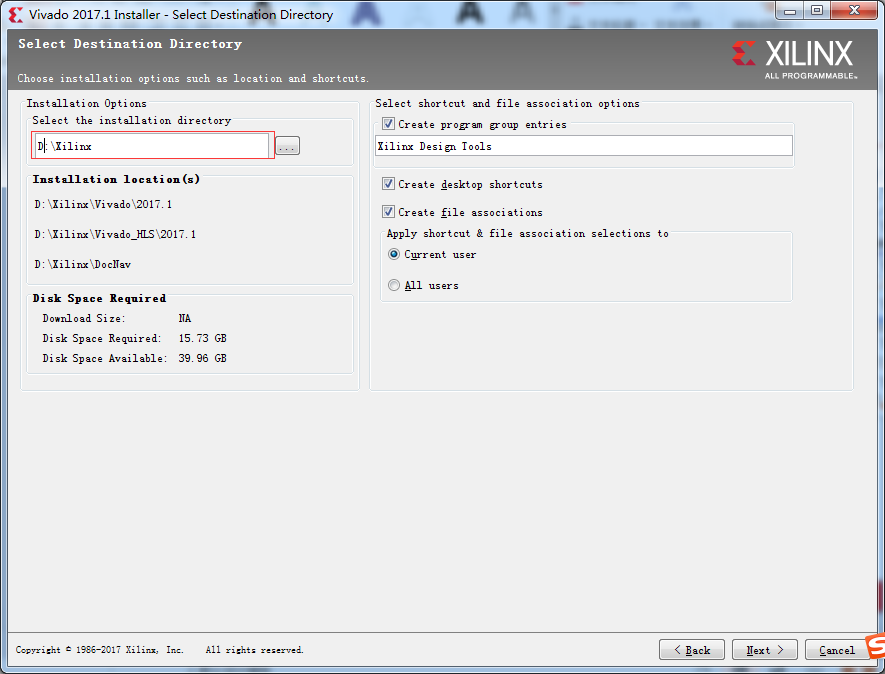 Vivado 2017.1 Installer - Select Destination Directory
Select Destination Directory
Choose installation options such as location and shortcuts.
XILINX
ALL PROGRAMMABLE™
Installation Options
Select the installation directory
D:\Xilinx
...
Installation location(s)
D:\Xilinx\Vivado\2017.1
D:\Xilinx\Vivado_HLS\2017.1
D:\Xilinx\DocNav
Disk Space Required
Download Size: NA
Disk Space Required: 15.73 GB
Disk Space Available: 39.96 GB
Select shortcut and file association options
Create program group entries
Xilinx Design Tools
Create desktop shortcuts
Create file associations
Apply shortcut & file association selections to
Current user
All users
Copyright © 1986-2017 Xilinx, Inc. All rights reserved.
< Back
Next >
Cancel